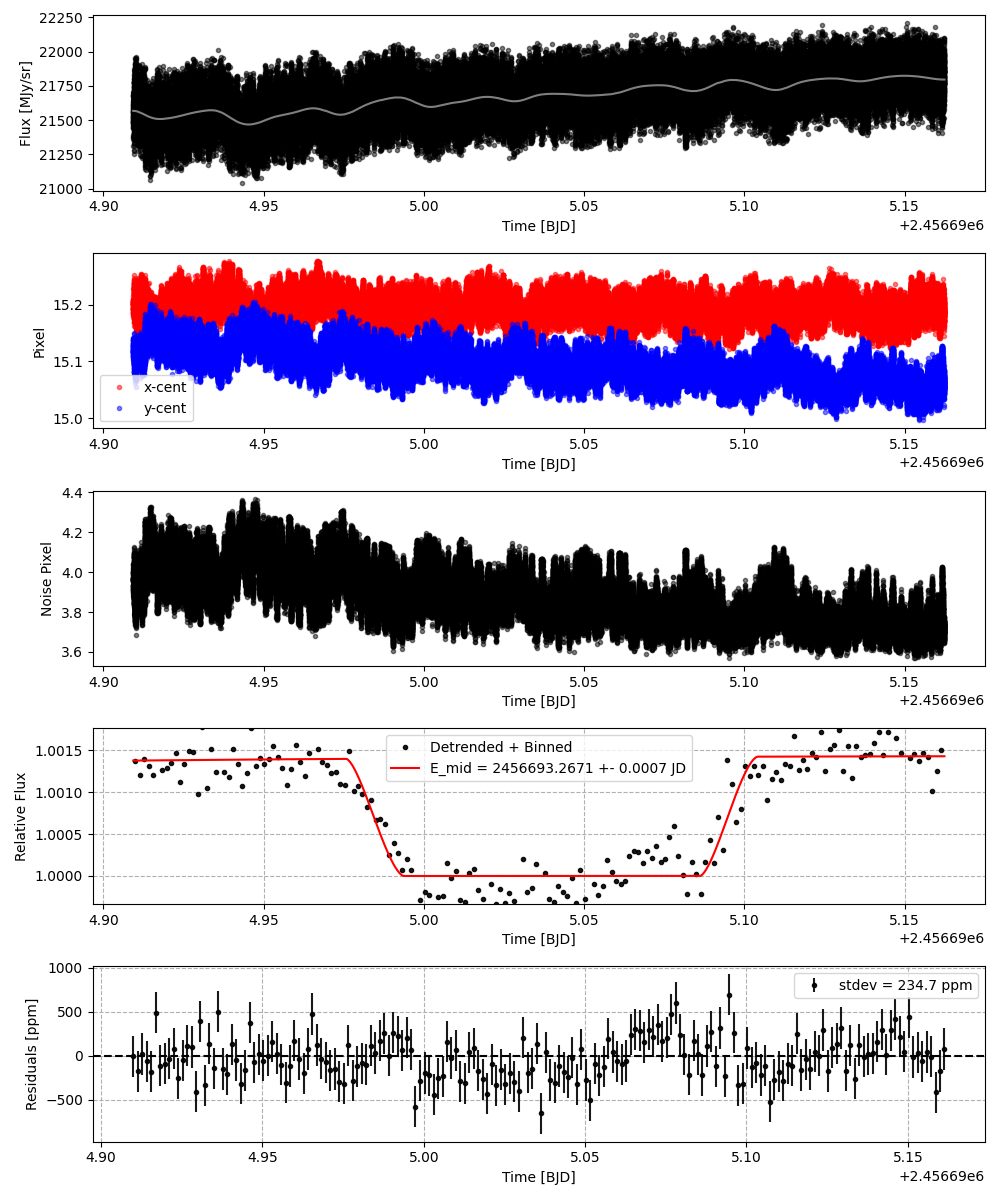 22250
22000
21750
21500
21250
21000
Flux [MJy/sr]
4.90 4.95 5.00 5.05 5.10 5.15
Time [BJD]
+2.45669e6
15.2
15.1
15.0
Pixel
x-cent
y-cent
4.90 4.95 5.00 5.05 5.10 5.15
Time [BJD]
+2.45669e6
4.4
4.2
4.0
3.8
3.6
Noise Pixel
4.90 4.95 5.00 5.05 5.10 5.15
Time [BJD]
+2.45669e6
1.0015
1.0010
1.0005
1.0000
Relative Flux
Detrended + Binned
E_mid = 2456693.2671 +- 0.0007 JD
4.90 4.95 5.00 5.05 5.10 5.15
Time [BJD]
+2.45669e6
1000
500
0
−500
Residuals [ppm]
stdev = 234.7 ppm
4.90 4.95 5.00 5.05 5.10 5.15
Time [BJD]
+2.45669e6